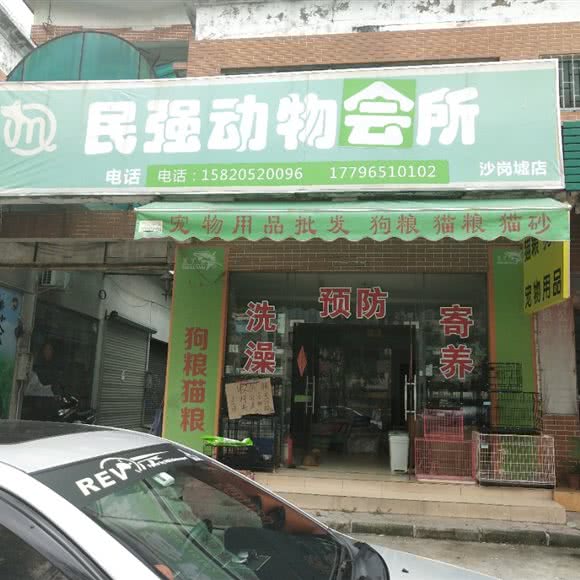 民强动物会所
电话 电话：15820520096 17796510102 沙岗墟店
宠物用品批发 狗粮 猫粮 猫砂
宠物用品
洗澡
预防
寄养
狗粮猫粮
REV